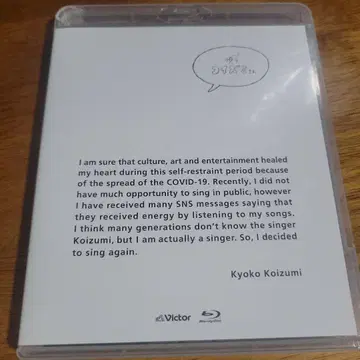 I am sure that culture, art and entertainment healed
my heart during this self-restraint period because
of the spread of the COVID-19. Recently, I did not
have much opportunity to sing in public, however
I have received many SNS messages saying that
they received energy by listening to my songs.
I think many generations don't know the singer
Koizumi, but I am actually a singer. So, I decided
to sing again.
Kyoko Koizumi
Victor
Blu-ray Disc